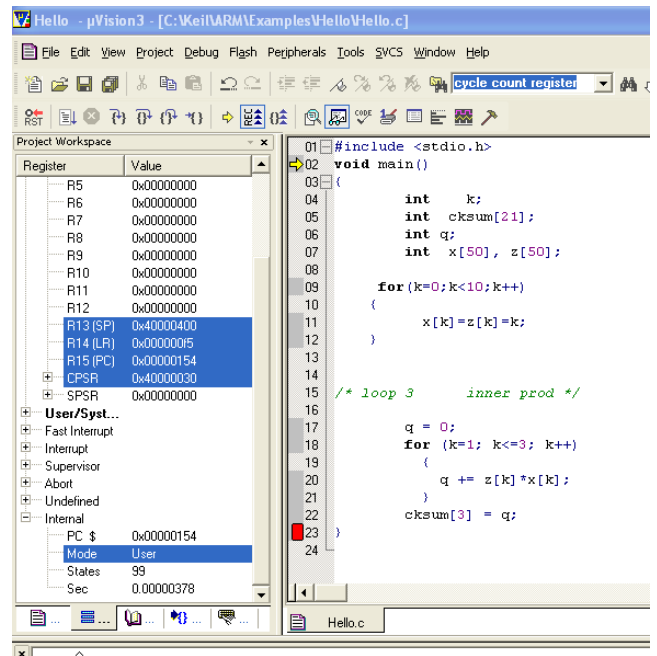 Hello - µVision3 - [C:\Keil\ARM\Examples\Hello\Hello.c]
File Edit View Project Debug Flash Peripherals Tools SVCS Window Help
cycle count register
RST {} CODE
Project Workspace
Register Value
R5 0x00000000
R6 0x00000000
R7 0x00000000
R8 0x00000000
R9 0x00000000
R10 0x00000000
R11 0x00000000
R12 0x00000000
R13 (SP) 0x40000400
R14 (LR) 0x000000f5
R15 (PC) 0x00000154
CPSR 0x40000030
SPSR 0x00000000
User/Syst...
Fast Interrupt
Interrupt
Supervisor
Abort
Undefined
Internal
PC $ 0x00000154
Mode User
States 99
Sec 0.00000378
01 #include <stdio.h>
02 void main()
03 {
04 int k;
05 int cksum[21];
06 int q;
07 int x[50], z[50];
08
09 for(k=0;k<10;k++)
10 {
11 x[k]=z[k]=k;
12 }
13
14
15 /* loop 3 inner prod */
16
17 q = 0;
18 for (k=1; k<=3; k++)
19 {
20 q += z[k]*x[k];
21 }
22 cksum[3] = q;
23 }
24
Hello.c